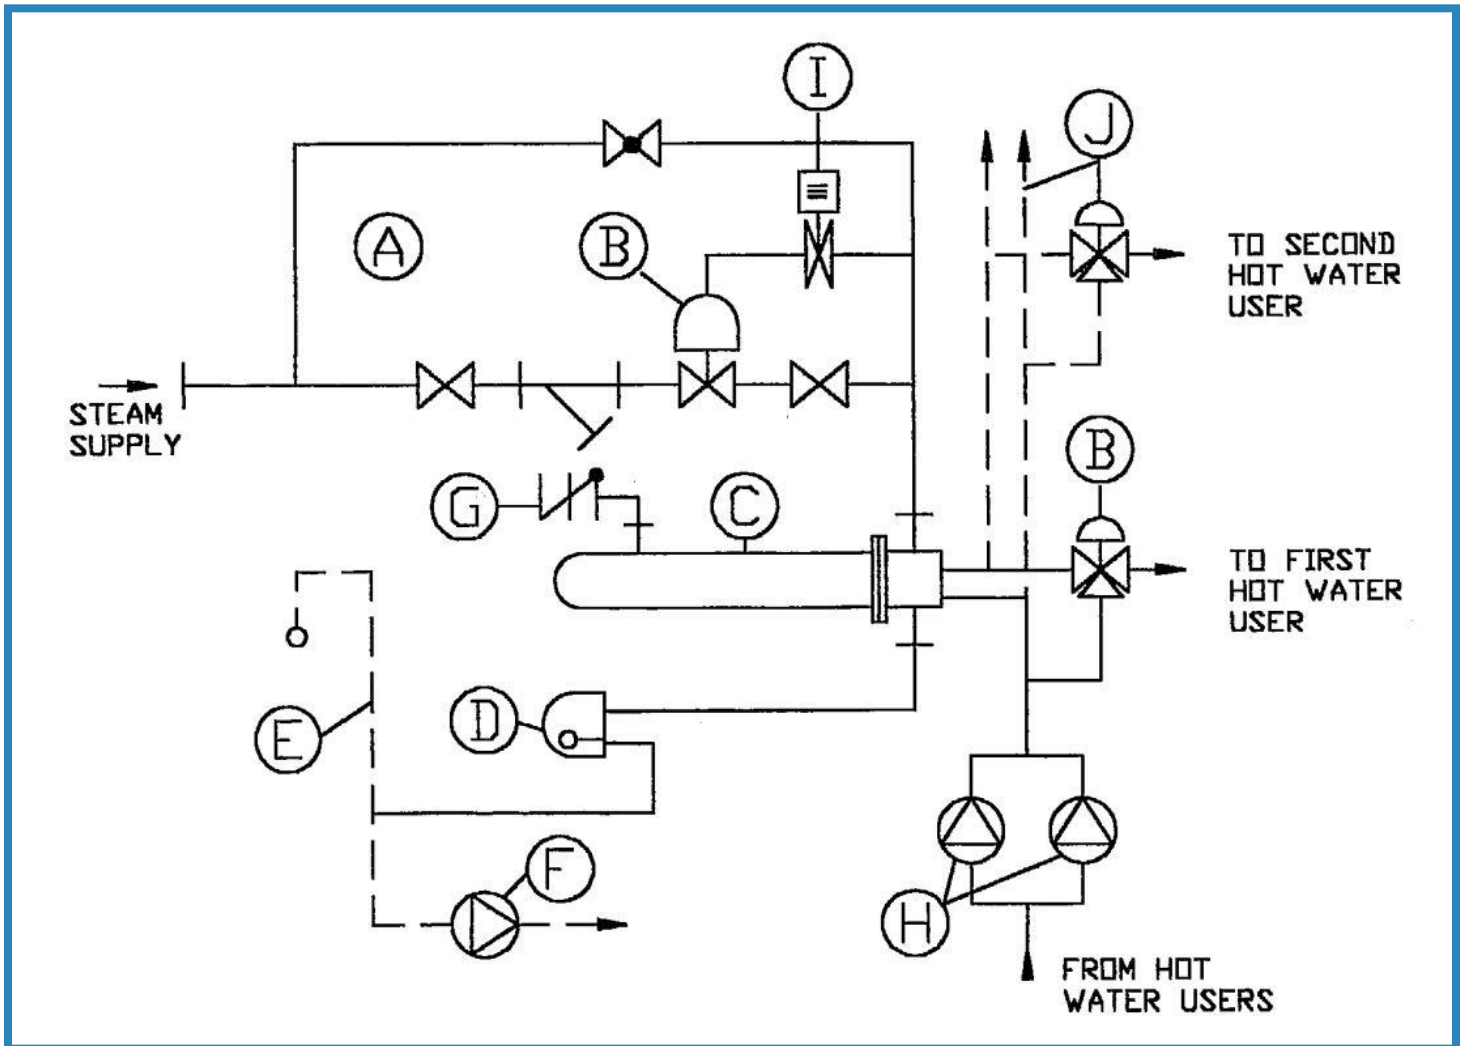 I
J
A
B
TO SECOND
HOT WATER
USER
STEAM
SUPPLY
B
G
C
TO FIRST
HOT WATER
USER
D
E
F
H
FROM HOT
WATER USERS